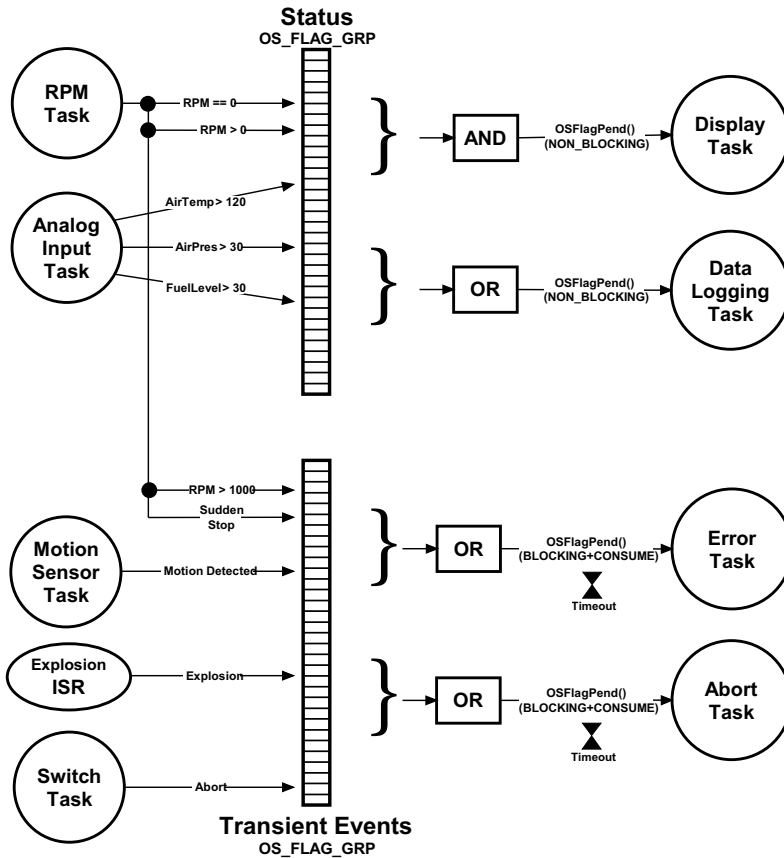 Status
OS_FLAG_GRP
RPM
Task
RPM == 0
RPM > 0
AND
OSFlagPend()
(NON_BLOCKING)
Display
Task
Analog
Input
Task
AirTemp > 120
AirPres > 30
FuelLevel > 30
OR
OSFlagPend()
(NON_BLOCKING)
Data
Logging
Task
RPM > 1000
Sudden
Stop
Motion
Sensor
Task
Motion Detected
OR
OSFlagPend()
(BLOCKING+CONSUME)
Timeout
Error
Task
Explosion
ISR
Explosion
OR
OSFlagPend()
(BLOCKING+CONSUME)
Timeout
Abort
Task
Switch
Task
Abort
Transient Events
OS_FLAG_GRP